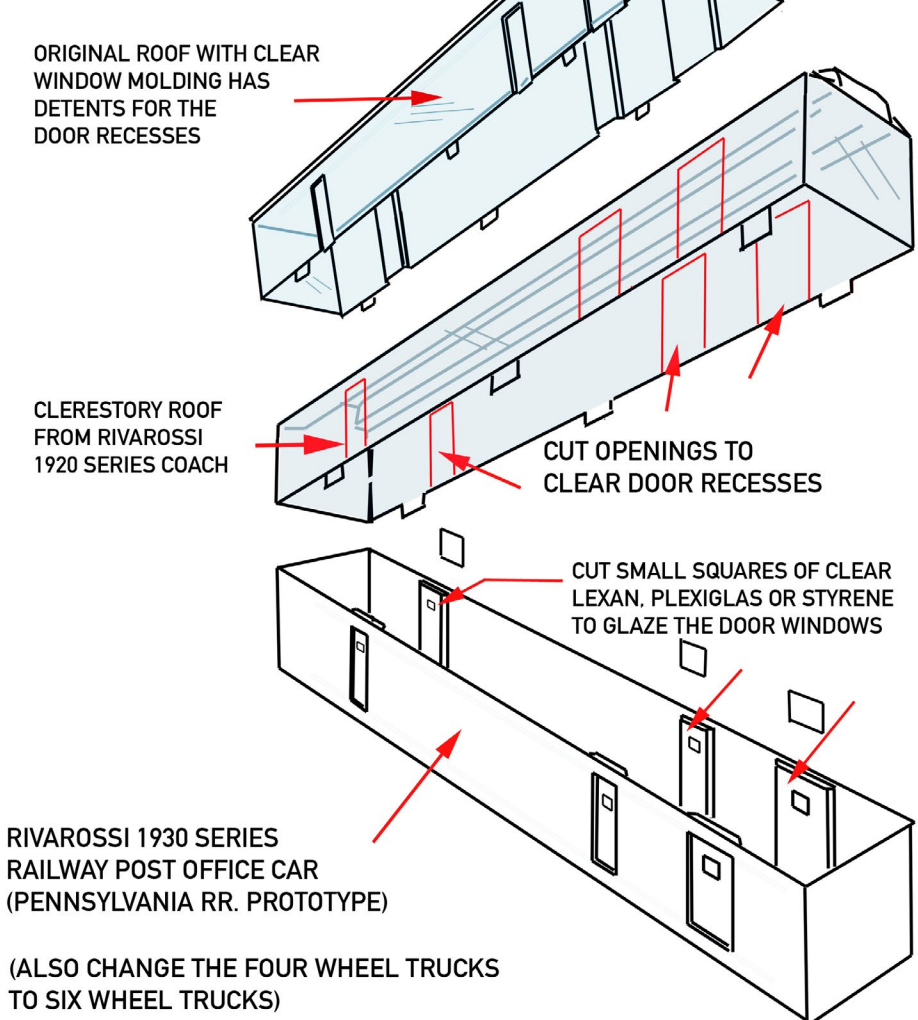 ORIGINAL ROOF WITH CLEAR
WINDOW MOLDING HAS
DETENTS FOR THE
DOOR RECESSES
CLERESTORY ROOF
FROM RIVAROSSI
1920 SERIES COACH
CUT OPENINGS TO
CLEAR DOOR RECESSES
CUT SMALL SQUARES OF CLEAR
LEXAN, PLEXIGLAS OR STYRENE
TO GLAZE THE DOOR WINDOWS
RIVAROSSI 1930 SERIES
RAILWAY POST OFFICE CAR
(PENNSYLVANIA RR. PROTOTYPE)
(ALSO CHANGE THE FOUR WHEEL TRUCKS
TO SIX WHEEL TRUCKS)